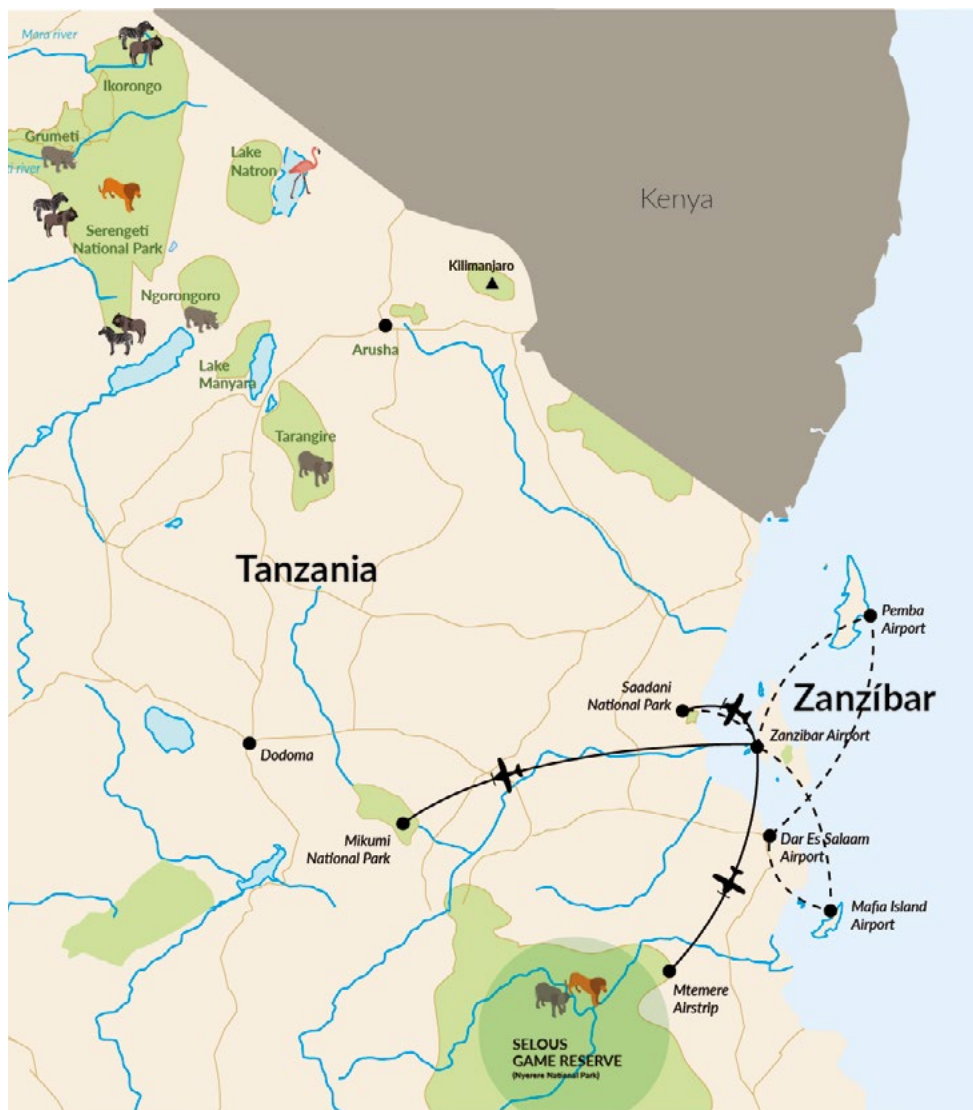 Mara river
Ikorongo
Grumeti
river
Lake
Natron
Kenya
Serengeti
National Park
Kilimanjaro
Ngorongoro
Arusha
Lake
Manyara
Tarangire
Tanzania
Pemba
Airport
Saadani
National Park
Zanzíbar
Zanzibar Airport
Dodoma
Mikumi
National Park
Dar Es Salaam
Airport
Mafia Island
Airport
Mtemere
Airstrip
SELOUS
GAME RESERVE
(Nyerere National Park)